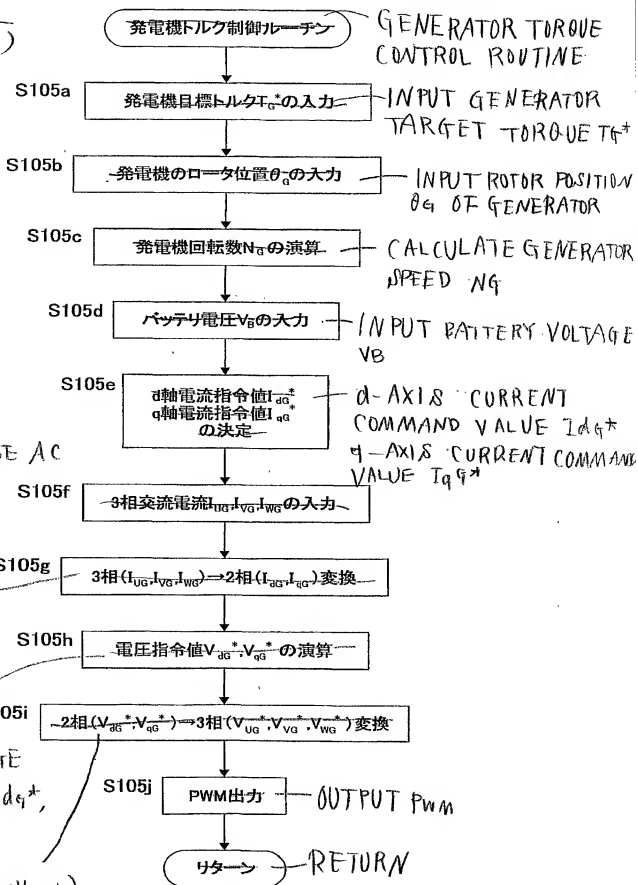 発電機トルク制御ルーチン
GENERATOR TORQUE
CONTROL ROUTINE
S105a
発電機目標トルクTG*の入力
INPUT GENERATOR
TARGET TORQUE TG*
S105b
発電機のロータ位置θGの入力
INPUT ROTOR POSITION
θG OF GENERATOR
S105c
発電機回転数NGの演算
CALCULATE GENERATOR
SPEED NG
S105d
バッテリ電圧VBの入力
INPUT BATTERY VOLTAGE
VB
S105e
d軸電流指令値IdG*
q軸電流指令値IqG*
の決定
d-AXIS CURRENT
COMMAND VALUE IdG*
q-AXIS CURRENT COMMAND
VALUE IqG*
AC
S105f
3相交流電流IUG,IVG,IWGの入力
S105g
3相(IUG,IVG,IWG)→2相(IdG,IqG)変換
S105h
電圧指令値VdG*,VqG*の演算
05i
2相(VdG*,VqG*)→3相(VUG*,VVG*,VWG*)変換
dG*,
S105j
PWM出力
OUTPUT PWM
リターン
RETURN